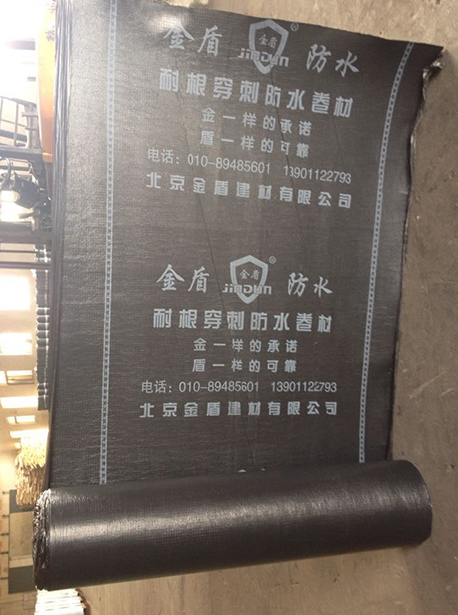 金盾 金盾 JinDun ® 防水
耐根穿刺防水卷材
金一样的承诺
盾一样的可靠
电话：010-89485601 13901122793
北京金盾建材有限公司
金盾 金盾 JinDun ® 防水
耐根穿刺防水卷材
金一样的承诺
盾一样的可靠
电话：010-89485601 13901122793
北京金盾建材有限公司